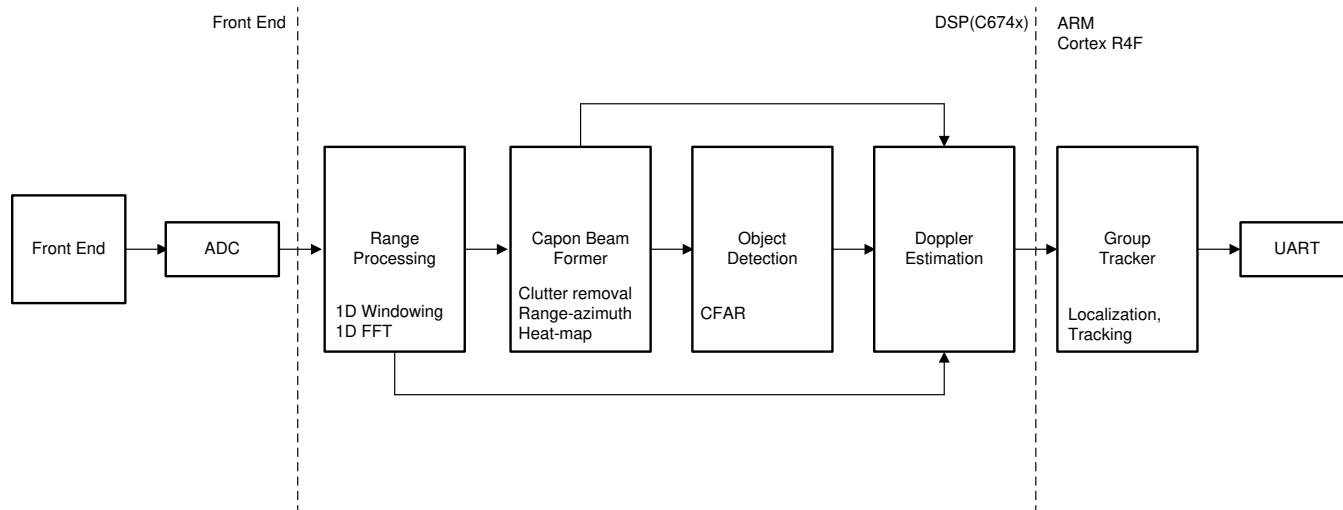 Front End
DSP(C674x)
ARM
Cortex R4F
Front End
ADC
Range
Processing
1D Windowing
1D FFT
Capon Beam
Former
Clutter removal
Range-azimuth
Heat-map
Object
Detection
CFAR
Doppler
Estimation
Group
Tracker
Localization,
Tracking
UART